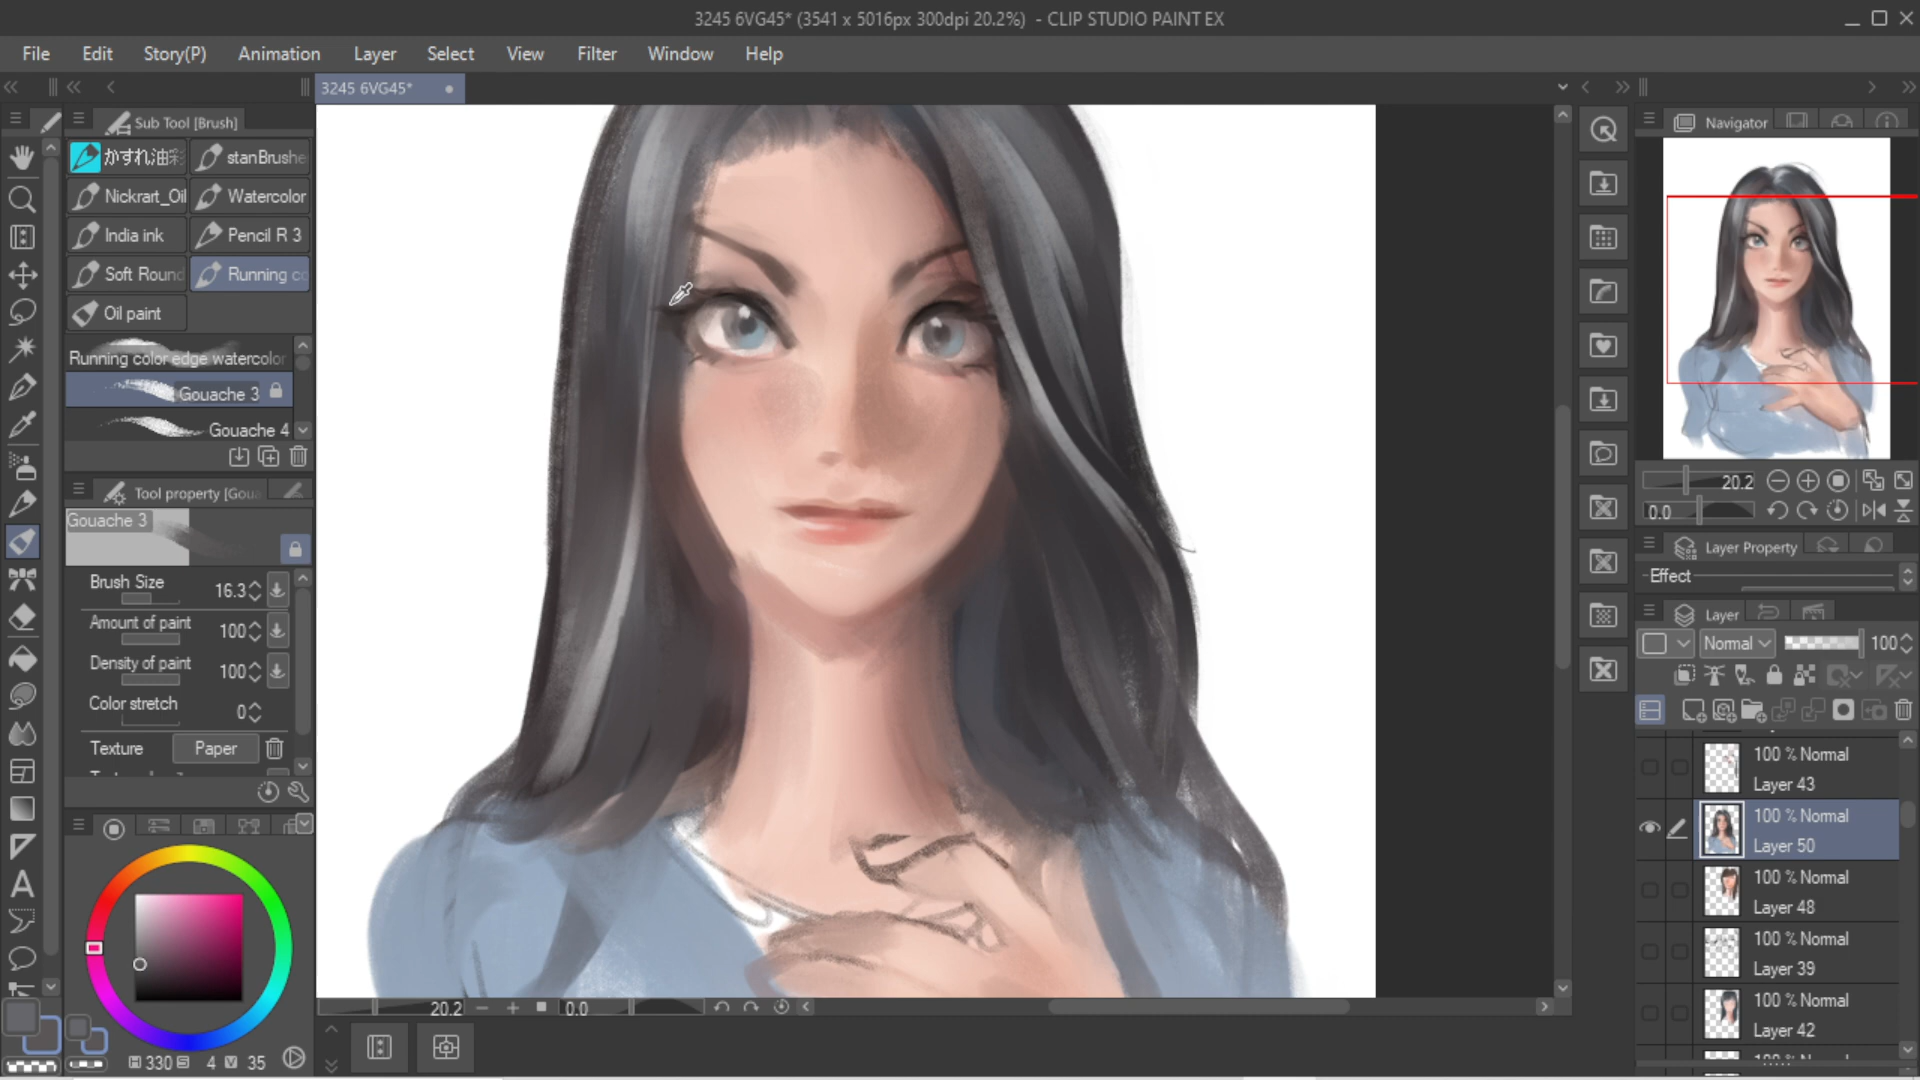 3245 6VG45* (3541 x 5016px 300dpi 20.2%) - CLIP STUDIO PAINT EX
File Edit Story(P) Animation Layer Select View Filter Window Help
3245 6VG45*
Sub Tool [Brush]
かすれ油彩 stanBrushe
Nickrart_Oil Watercolor
India ink Pencil R 3
Soft Round Running co
Oil paint
Running color edge watercolor
Gouache 3
Gouache 4
Tool property [Goua
Gouache 3
Brush Size 16.3
Amount of paint 100
Density of paint 100
Color stretch 0
Texture Paper
H 330 S 4 V 35
20.2 0.0
Navigator
20.2
0.0
Layer Property
Effect
Layer
Normal 100
100 % Normal
Layer 43
100 % Normal
Layer 50
100 % Normal
Layer 48
100 % Normal
Layer 39
100 % Normal
Layer 42